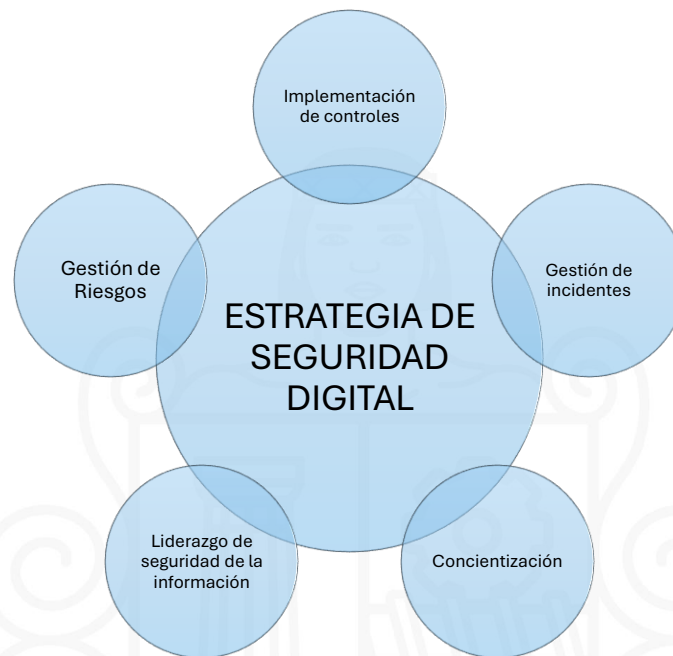 Implementación
de controles
Gestión de
Riesgos
Gestión de
incidentes
ESTRATEGIA DE
SEGURIDAD
DIGITAL
Liderazgo de
seguridad de la
información
Concientización